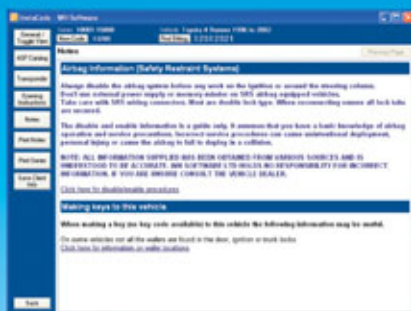 InstaCode WH Software
General / Toggle View
HSP Catalog
Transponder
Notes
Print Notes
Save Client Info
Back
Notes
Previous Page
Airbag Information (Safety Restraint Systems)
Always disable the airbag system before any work on the ignition or around the steering column.
Don't use external power supply or memory minder on SRS airbag equipped vehicles.
Take care with SRS wiring connectors. Most are double lock type. When reconnecting ensure all lock tabs
are secured.
The disable and enable information is a guide only. It assumes that you have a basic knowledge of airbag
operation and service precautions. Incorrect service procedures can cause unintentional deployment,
personal injury or cause the airbag to fail to deploy in a collision.
NOTE: ALL INFORMATION SUPPLIED HAS BEEN OBTAINED FROM VARIOUS SOURCES AND IS
UNDERSTOOD TO BE ACCURATE. WH SOFTWARE LTD HOLDS NO RESPONSIBILITY FOR INCORRECT
INFORMATION. IF YOU ARE UNSURE CONSULT THE VEHICLE DEALER.
Click here for disable/enable procedures
Making keys to this vehicle
When making a key (no key code available) to this vehicle the following information may be useful.
On some vehicles not all the wafers are found in the door, ignition or trunk locks.
Click here for information on wafer locations